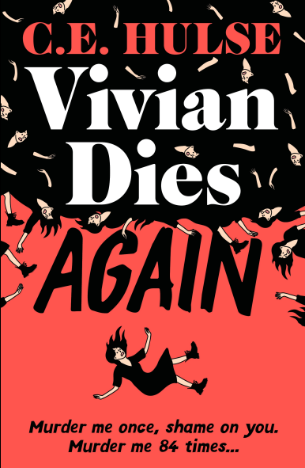 C.E. HULSE
Vivian
Dies
AGAIN
Murder me once, shame on you.
Murder me 84 times...